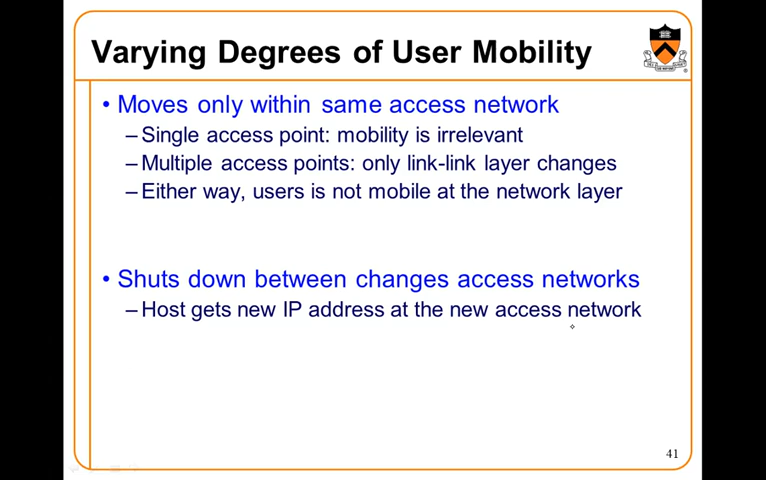 Varying Degrees of User Mobility
• Moves only within same access network
– Single access point: mobility is irrelevant
– Multiple access points: only link-link layer changes
– Either way, users is not mobile at the network layer
• Shuts down between changes access networks
– Host gets new IP address at the new access network
41